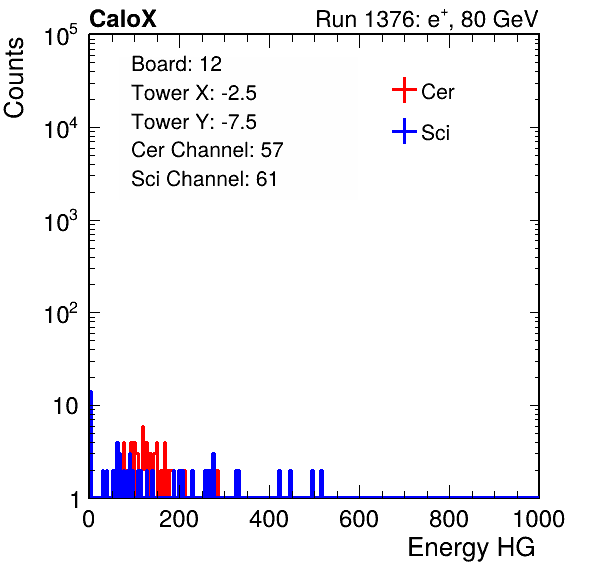 CaloX Run 1376: e⁺, 80 GeV
Board: 12
Tower X: -2.5
Tower Y: -7.5
Cer Channel: 57
Sci Channel: 61
Cer
Sci
Counts
10⁵
10⁴
10³
10²
10
1
0 200 400 600 800 1000
Energy HG